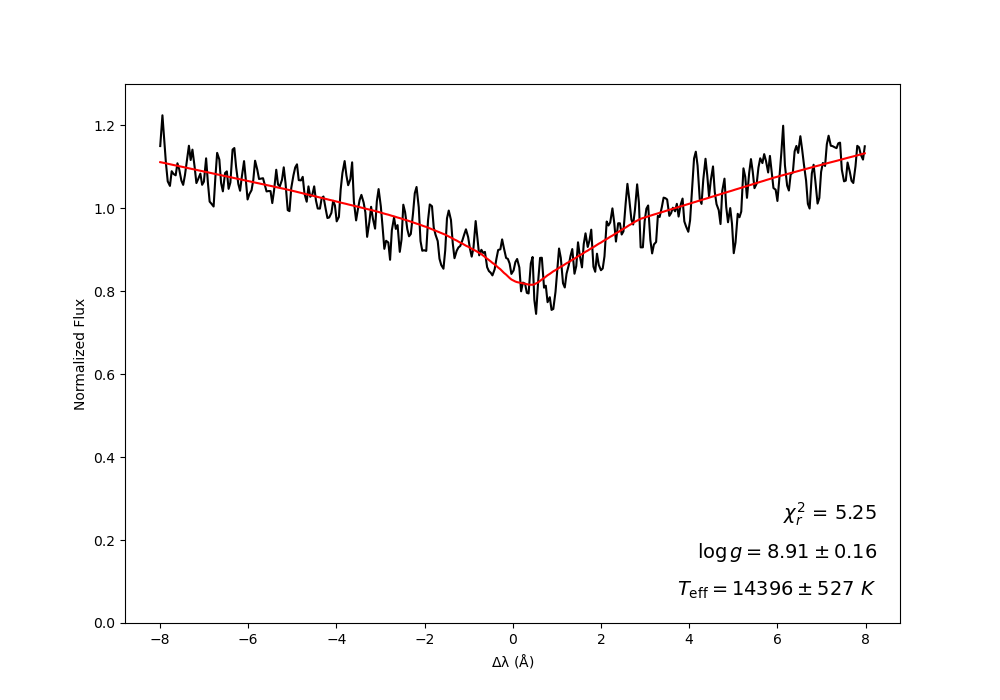 1.2
1.0
0.8
0.6
0.4
0.2
0.0
Normalized Flux
χ²ᵣ = 5.25
log g = 8.91 ± 0.16
T_eff = 14396 ± 527 K
−8 −6 −4 −2 0 2 4 6 8
Δλ (Å)